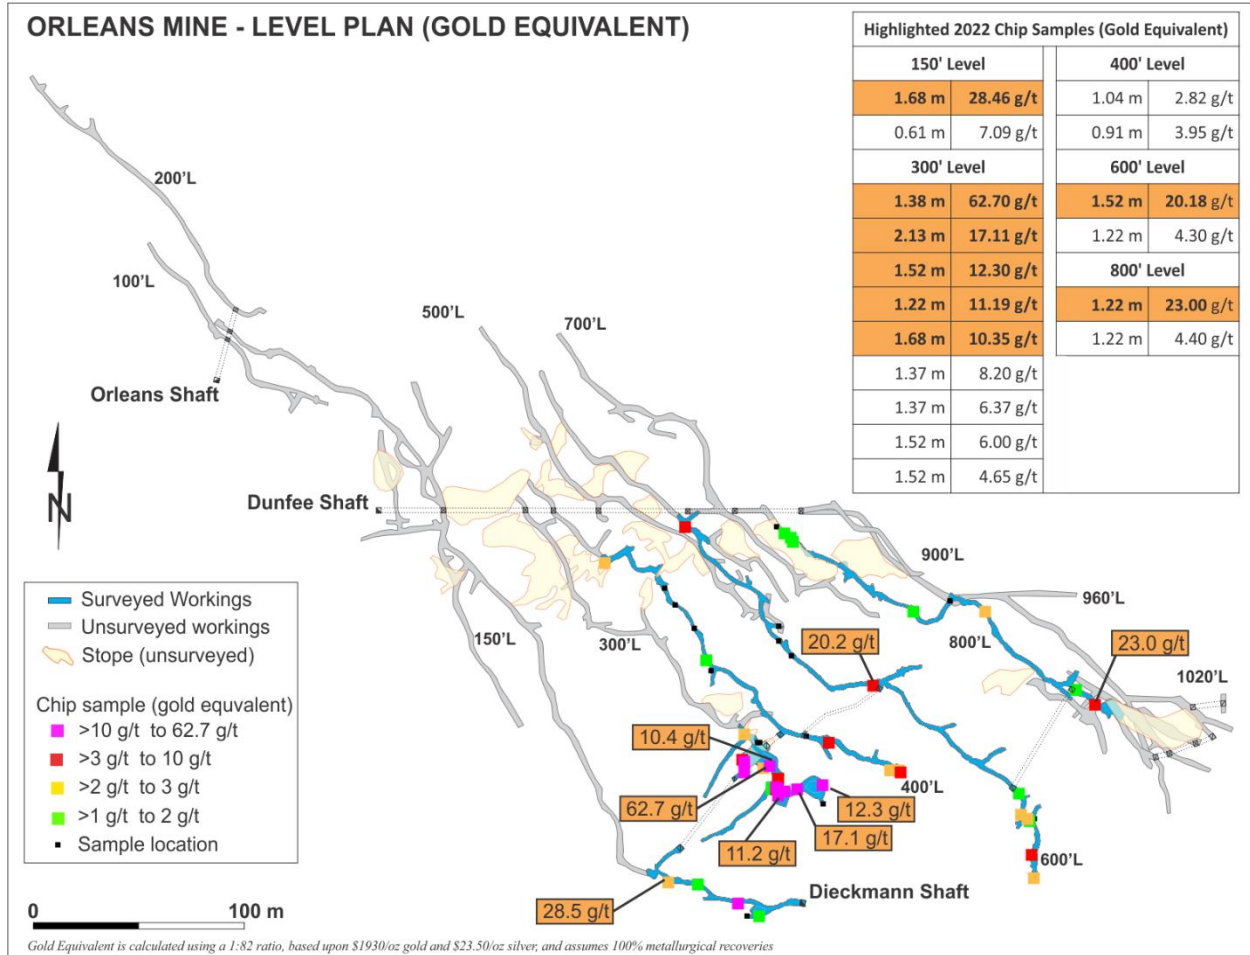 ORLEANS MINE - LEVEL PLAN (GOLD EQUIVALENT)
Highlighted 2022 Chip Samples (Gold Equivalent)
150' Level
1.68 m 28.46 g/t
0.61 m 7.09 g/t
300' Level
1.38 m 62.70 g/t
2.13 m 17.11 g/t
1.52 m 12.30 g/t
1.22 m 11.19 g/t
1.68 m 10.35 g/t
1.37 m 8.20 g/t
1.37 m 6.37 g/t
1.52 m 6.00 g/t
1.52 m 4.65 g/t
400' Level
1.04 m 2.82 g/t
0.91 m 3.95 g/t
600' Level
1.52 m 20.18 g/t
1.22 m 4.30 g/t
800' Level
1.22 m 23.00 g/t
1.22 m 4.40 g/t
200'L
100'L
500'L
700'L
Orleans Shaft
N
Dunfee Shaft
900'L
960'L
150'L
300'L
800'L
1020'L
20.2 g/t
23.0 g/t
10.4 g/t
62.7 g/t
11.2 g/t
17.1 g/t
12.3 g/t
400'L
600'L
28.5 g/t
Dieckmann Shaft
Surveyed Workings
Unsurveyed workings
Stope (unsurveyed)
Chip sample (gold equvalent)
>10 g/t to 62.7 g/t
>3 g/t to 10 g/t
>2 g/t to 3 g/t
>1 g/t to 2 g/t
Sample location
0 100 m
Gold Equivalent is calculated using a 1:82 ratio, based upon $1930/oz gold and $23.50/oz silver, and assumes 100% metallurgical recoveries